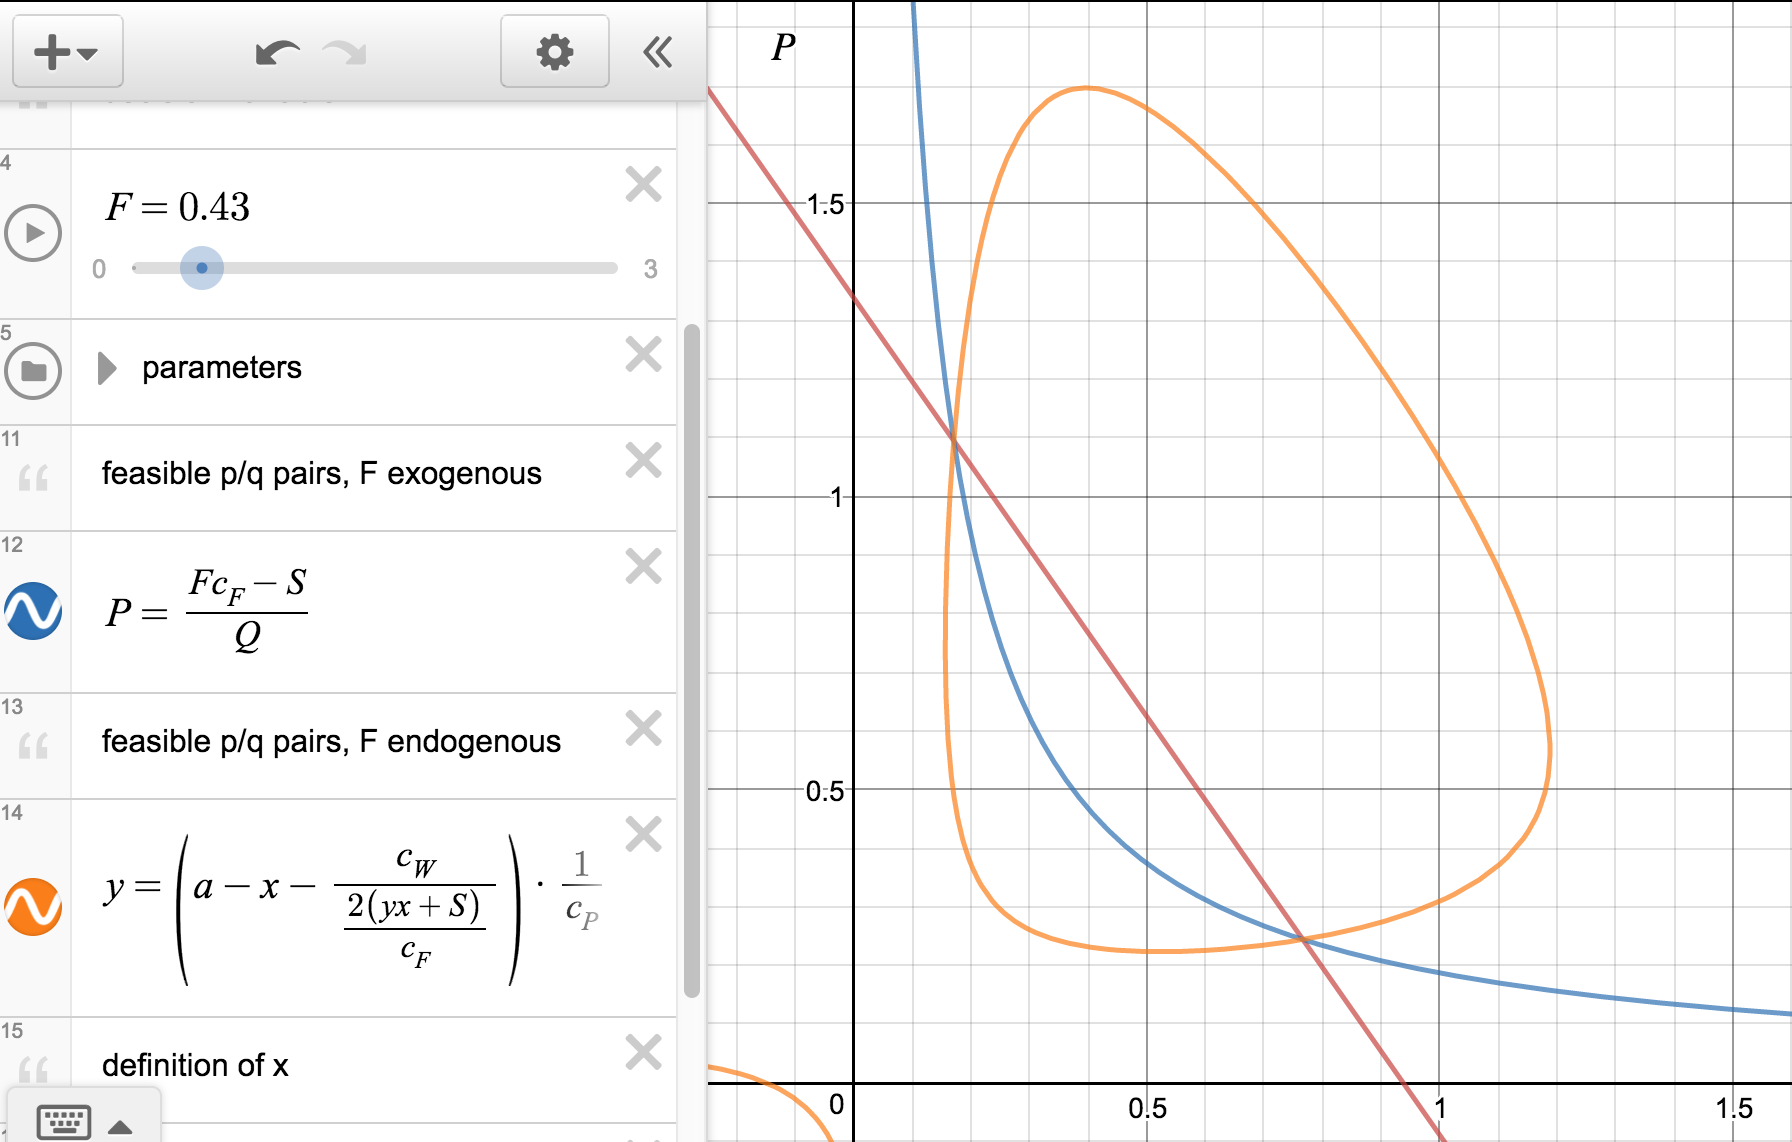 4
F = 0.43
0
3
5
parameters
11
feasible p/q pairs, F exogenous
12
P = \frac{Fc_F - S}{Q}
13
feasible p/q pairs, F endogenous
14
y = \left(a - x - \frac{c_W}{\frac{2(yx + S)}{c_F}}\right) \cdot \frac{1}{c_P}
15
definition of x
P
1.5
1
0.5
0
0.5
1
1.5